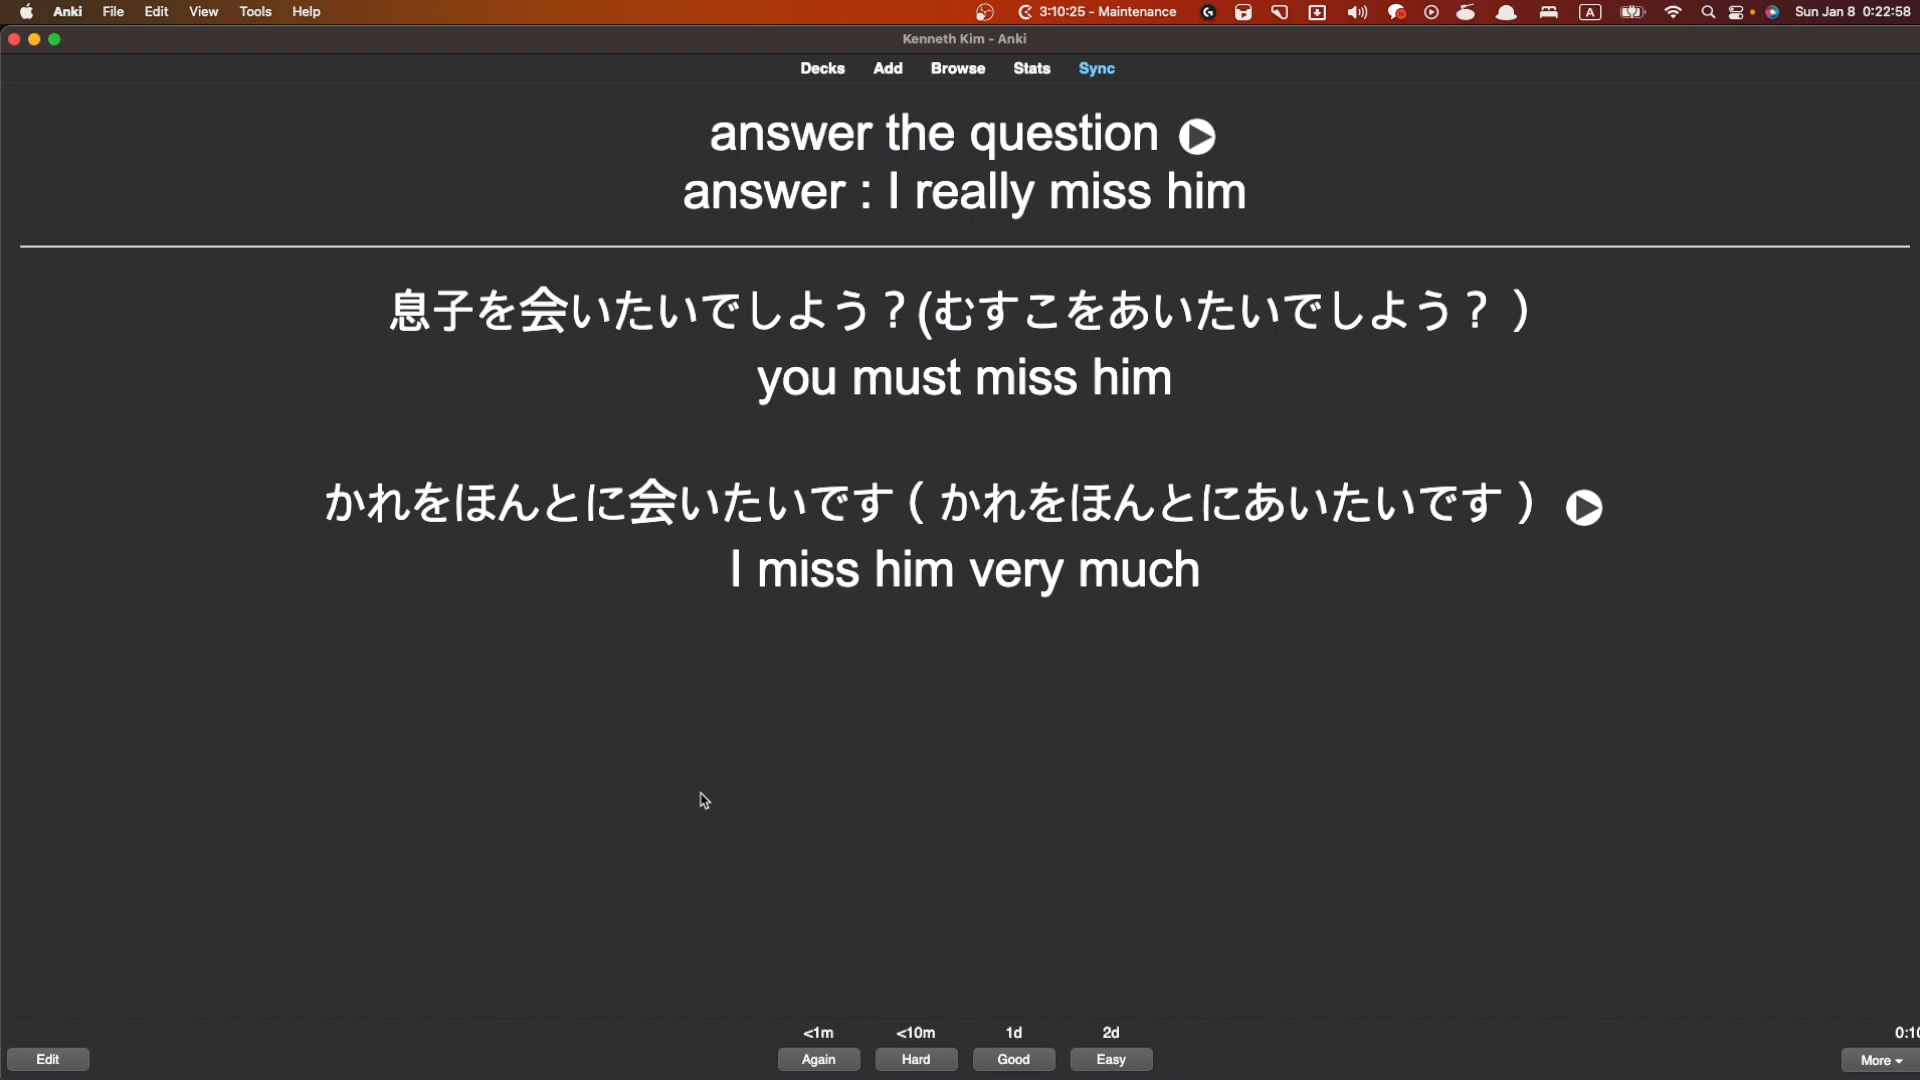 Anki File Edit View Tools Help 3:10:25 - Maintenance A Sun Jan 8 0:22:58
Kenneth Kim - Anki
Decks Add Browse Stats Sync
answer the question
answer : I really miss him
息子を会いたいでしよう？(むすこをあいたいでしよう？ ）
you must miss him
かれをほんとに会いたいです（ かれをほんとにあいたいです ）
I miss him very much
<1m <10m 1d 2d
Edit Again Hard Good Easy More